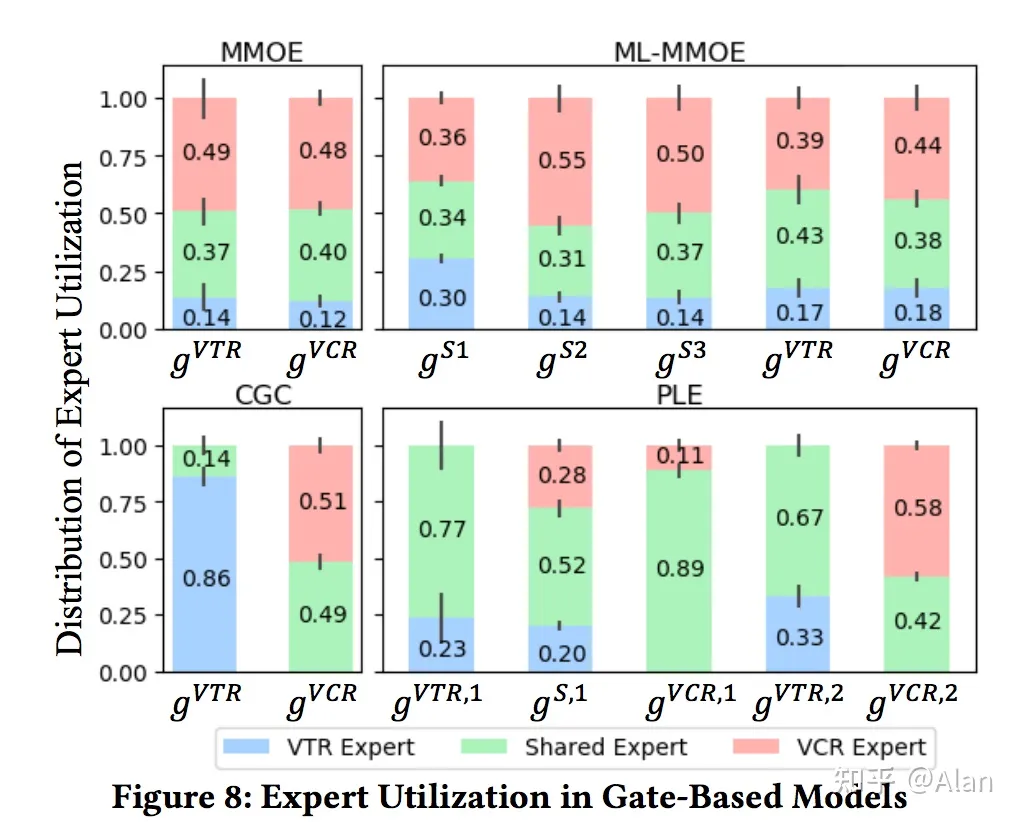 MMOE
ML-MMOE
Distribution of Expert Utilization
1.00
0.75
0.50
0.25
0.00
0.49
0.48
0.36
0.55
0.50
0.39
0.44
0.37
0.40
0.34
0.31
0.37
0.43
0.38
0.14
0.12
0.30
0.14
0.14
0.17
0.18
g^VTR
g^VCR
g^S1
g^S2
g^S3
g^VTR
g^VCR
CGC
PLE
1.00
0.75
0.50
0.25
0.00
0.14
0.86
0.51
0.49
0.77
0.23
0.28
0.52
0.20
0.11
0.89
0.67
0.33
0.58
0.42
g^VTR
g^VCR
g^VTR,1
g^S,1
g^VCR,1
g^VTR,2
g^VCR,2
VTR Expert
Shared Expert
VCR Expert
Figure 8: Expert Utilization in Gate-Based Models
知乎 @Alan